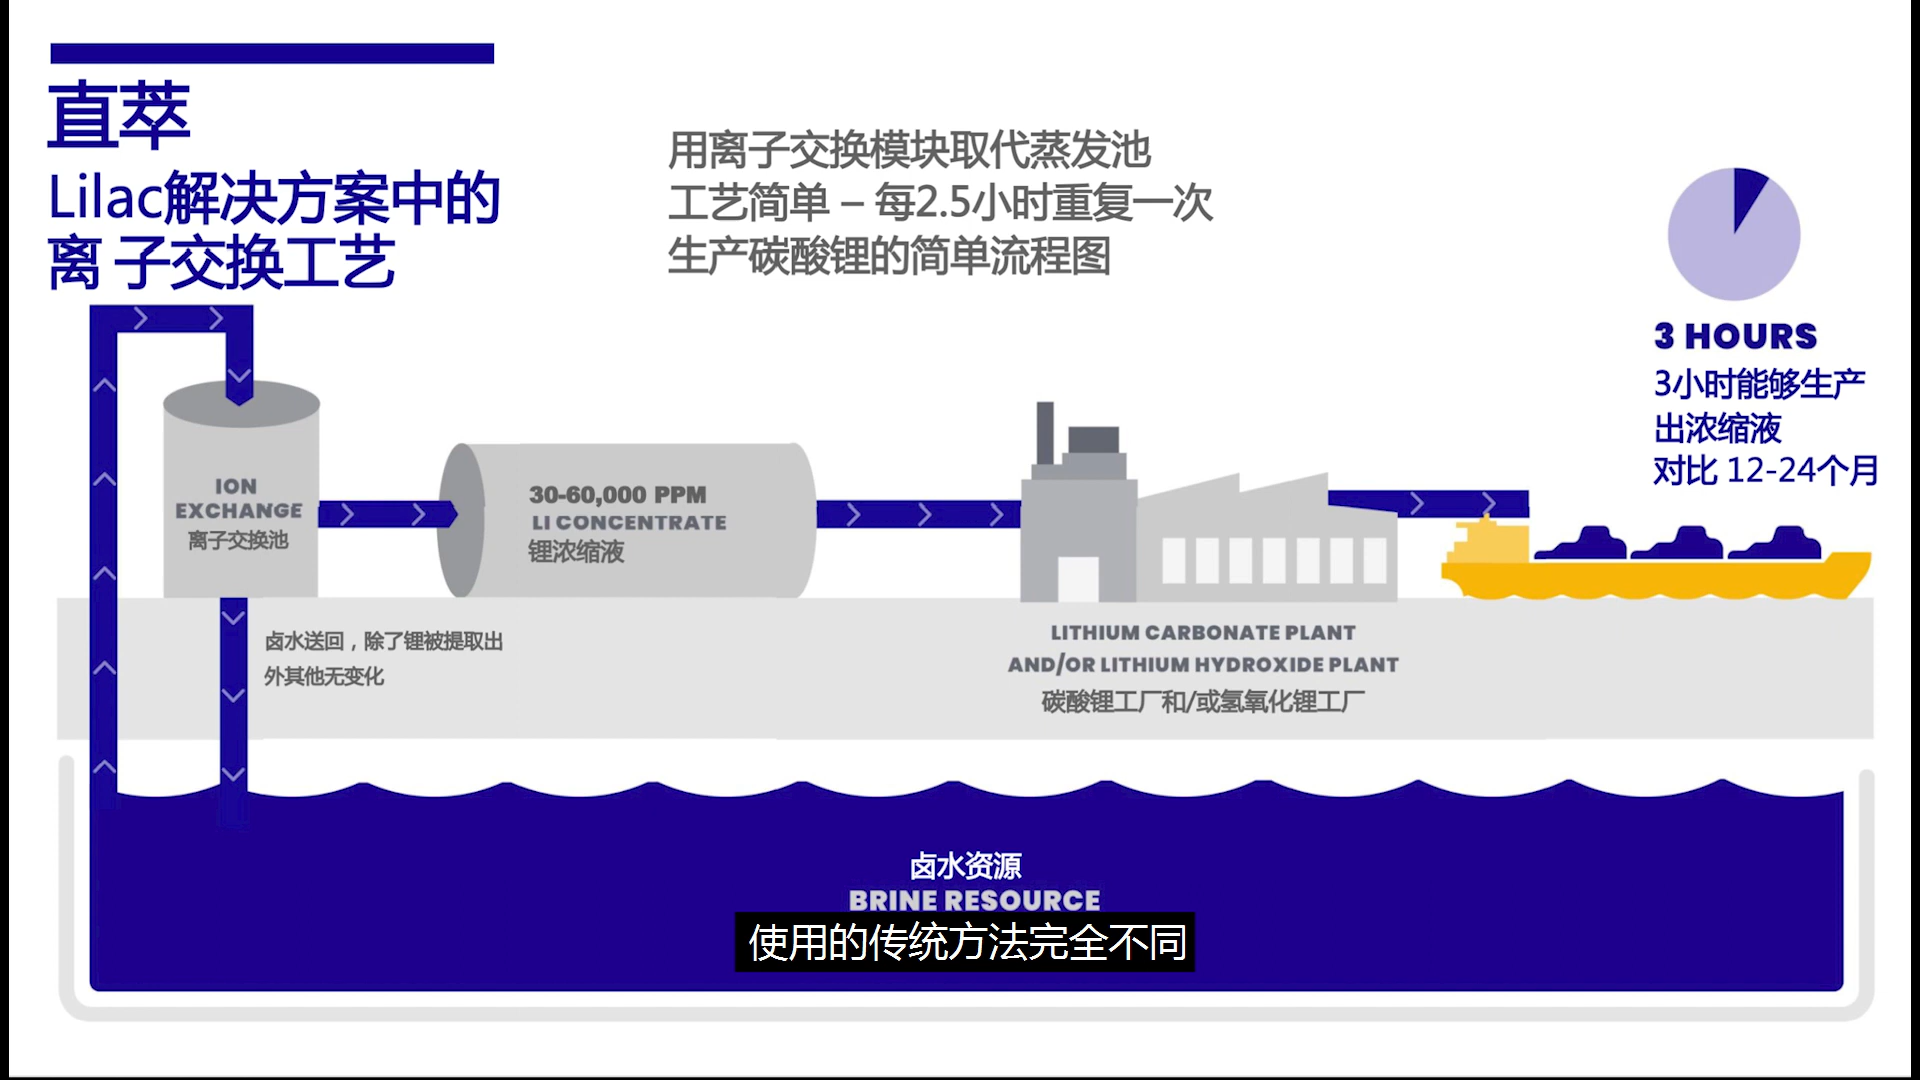 直萃
Lilac解决方案中的
离 子交换工艺
用离子交换模块取代蒸发池
工艺简单 – 每2.5小时重复一次
生产碳酸锂的简单流程图
3 HOURS
3小时能够生产
出浓缩液
对比 12-24个月
ION
EXCHANGE
离子交换池
30-60,000 PPM
LI CONCENTRATE
锂浓缩液
卤水送回，除了锂被提取出
外其他无变化
LITHIUM CARBONATE PLANT
AND/OR LITHIUM HYDROXIDE PLANT
碳酸锂工厂和/或氢氧化锂工厂
卤水资源
BRINE RESOURCE
使用的传统方法完全不同